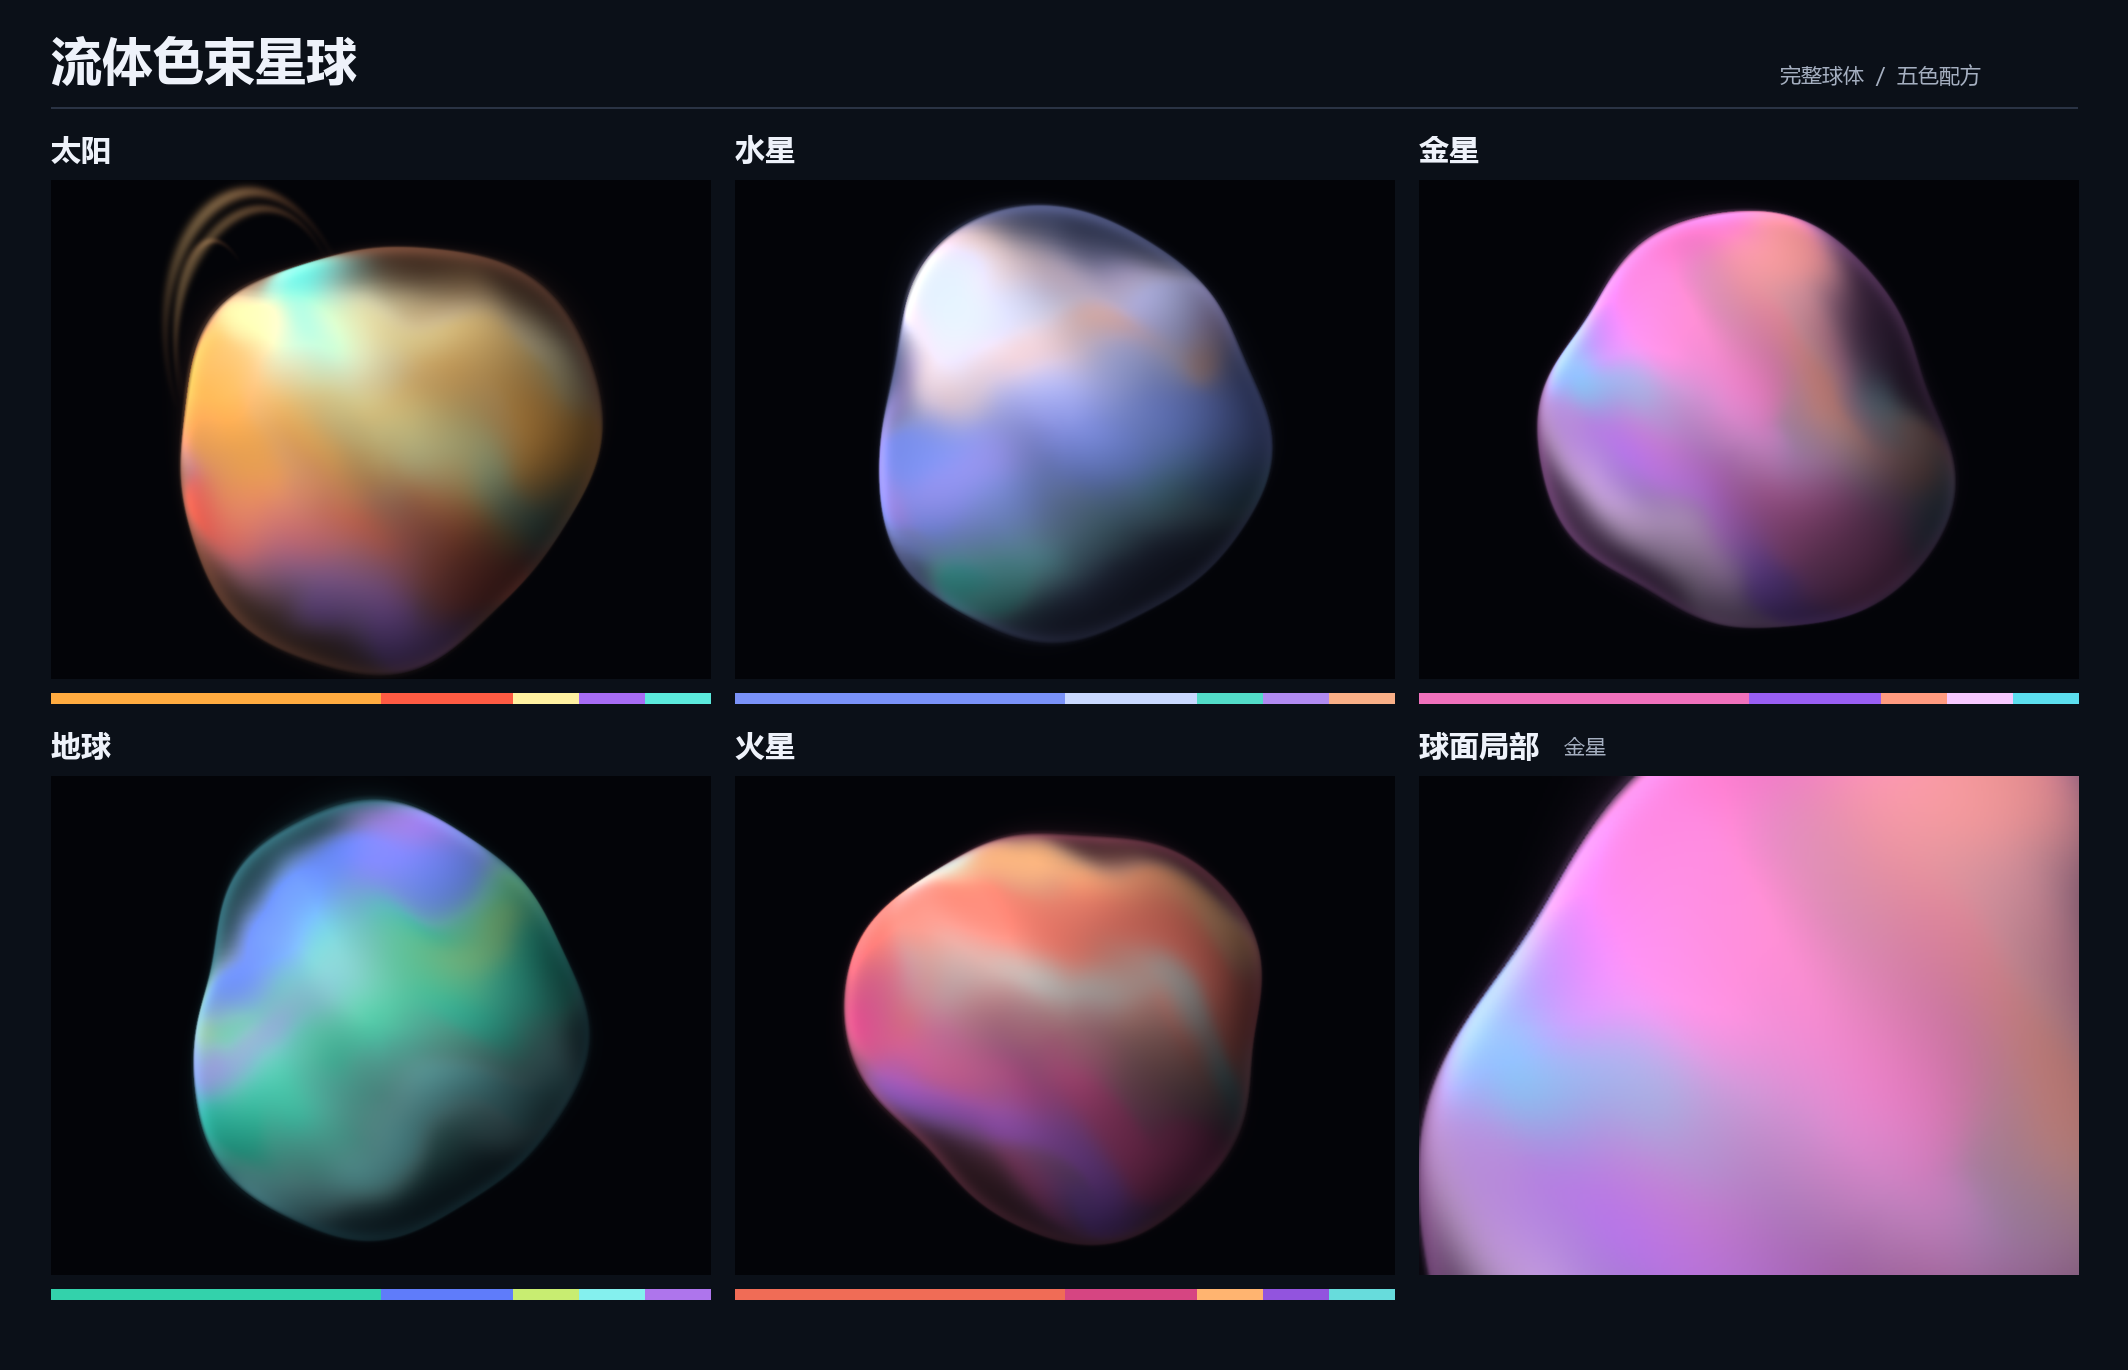 流体色束星球
完整球体 / 五色配方
太阳
水星
金星
地球
火星
球面局部 金星